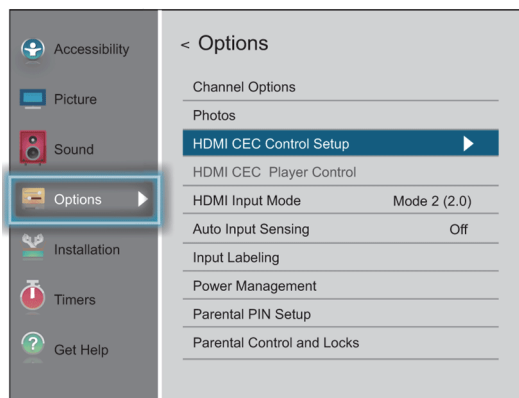 Accessibility
Picture
Sound
Options
Installation
Timers
? Get Help
< Options
Channel Options
Photos
HDMI CEC Control Setup
HDMI CEC Player Control
HDMI Input Mode Mode 2 (2.0)
Auto Input Sensing Off
Input Labeling
Power Management
Parental PIN Setup
Parental Control and Locks